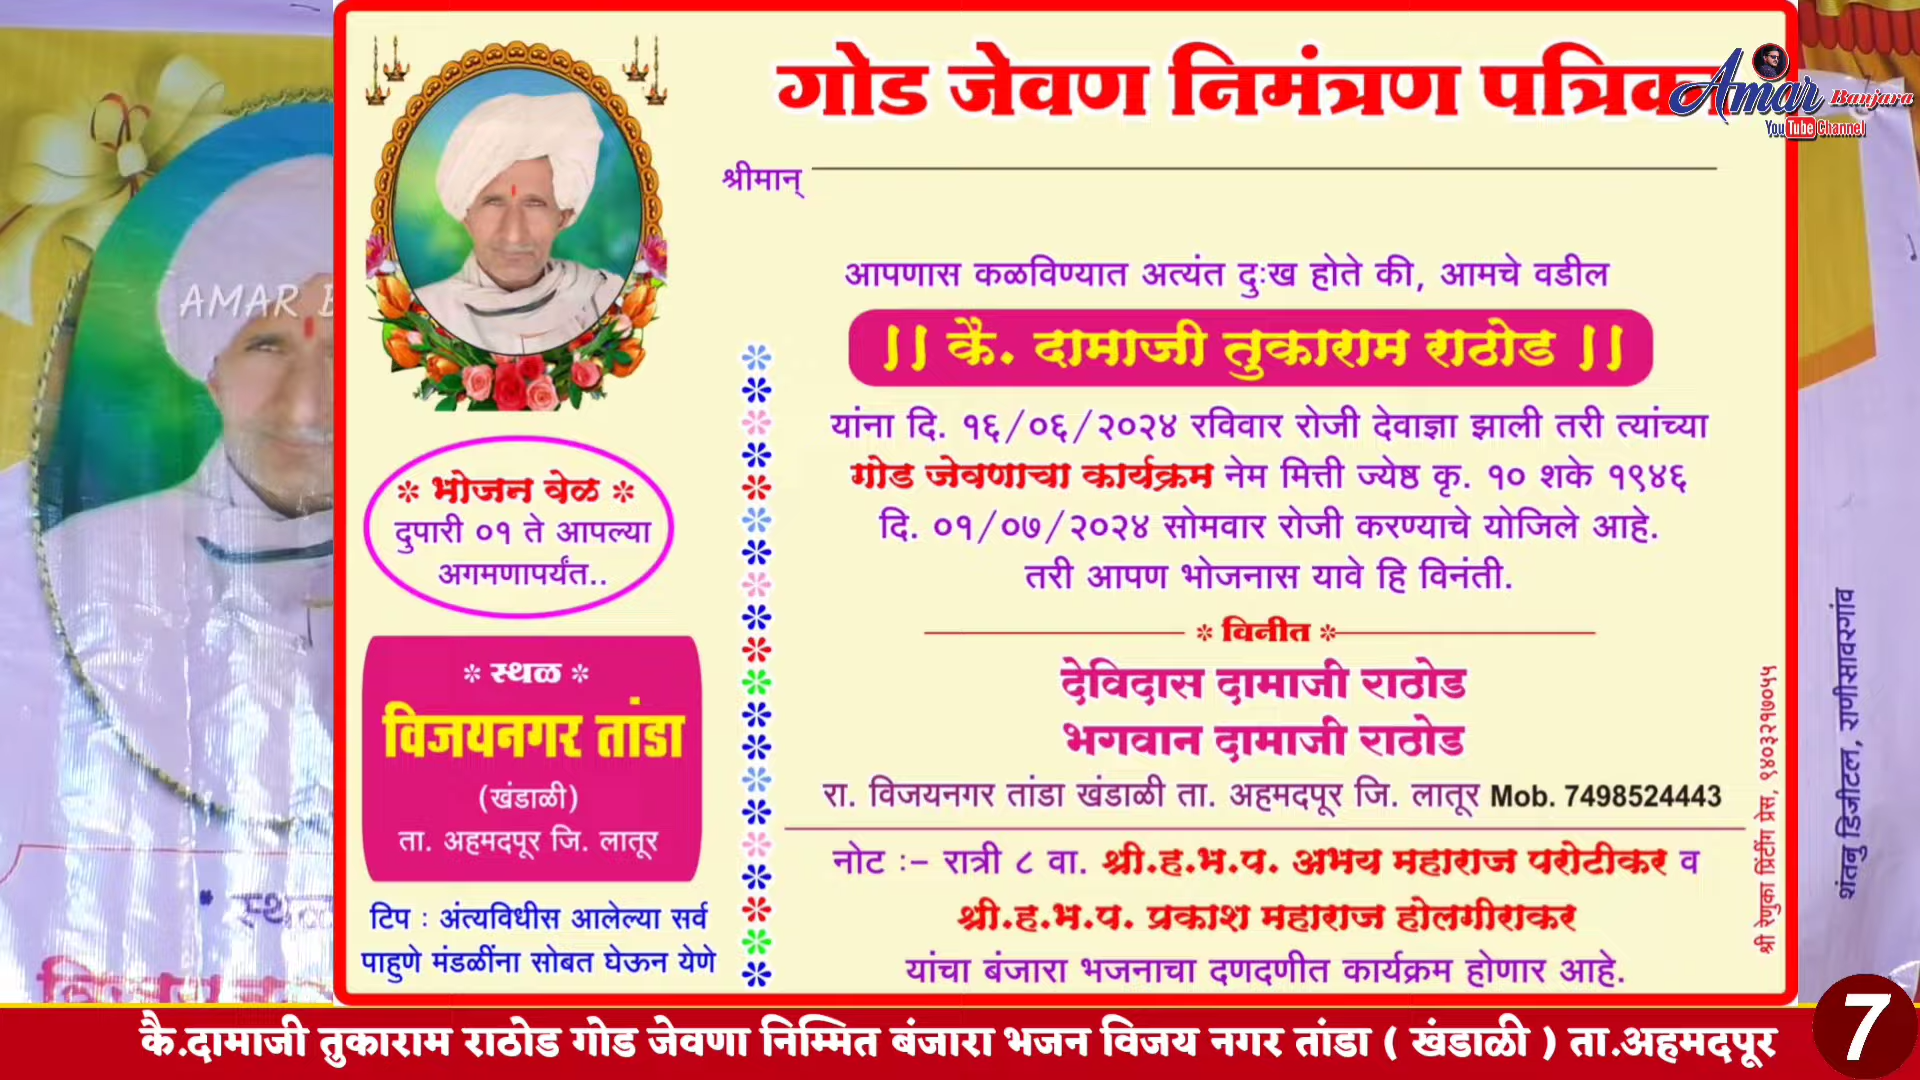 गोड जेवण निमंत्रण पत्रिका
Amar Banjara
YouTube Channel
श्रीमान्
आपणास कळविण्यात अत्यंत दुःख होते की, आमचे वडील
|| कै. दामाजी तुकाराम राठोड ||
यांना दि. १६/०६/२०२४ रविवार रोजी देवाज्ञा झाली तरी त्यांच्या
गोड जेवणाचा कार्यक्रम नेम मित्ती ज्येष्ठ कृ. १० शके १९४६
दि. ०१/०७/२०२४ सोमवार रोजी करण्याचे योजिले आहे.
तरी आपण भोजनास यावे हि विनंती.
* विनीत *
देविदास दामाजी राठोड
भगवान दामाजी राठोड
रा. विजयनगर तांडा खंडाळी ता. अहमदपूर जि. लातूर Mob. 7498524443
नोट :- रात्री ८ वा. श्री.ह.भ.प. अभय महाराज परोटीकर व
श्री.ह.भ.प. प्रकाश महाराज होलगीराकर
यांचा बंजारा भजनाचा दणदणीत कार्यक्रम होणार आहे.
* भोजन वेळ *
दुपारी ०१ ते आपल्या
अगमणापर्यंत..
* स्थळ *
विजयनगर तांडा
(खंडाळी)
ता. अहमदपूर जि. लातूर
टिप : अंत्यविधीस आलेल्या सर्व
पाहुणे मंडळींना सोबत घेऊन येणे
श्री रेणुका प्रिंटींग प्रेस, ९४०३२१७०५५
शंतनु डिजीटल, राणीसावरगांव
AMAR
स्थळ
कै.दामाजी तुकाराम राठोड गोड जेवणा निम्मित बंजारा भजन विजय नगर तांडा ( खंडाळी ) ता.अहमदपूर
7